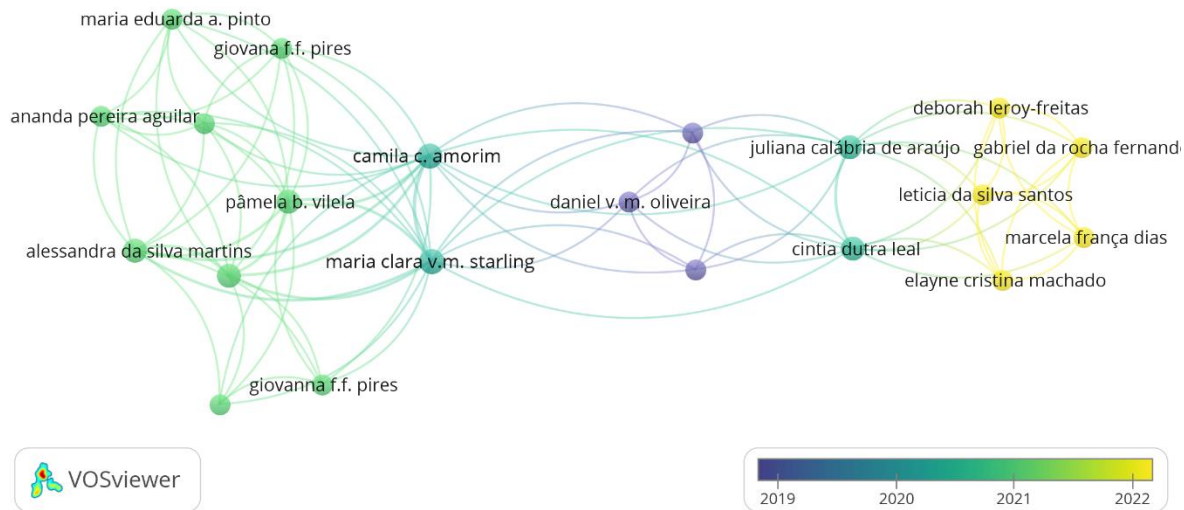 maria eduarda a. pinto
giovana f.f. pires
ananda pereira aguilar
pâmela b. vilela
alessandra da silva martins
giovanna f.f. pires
camila c. amorim
maria clara v.m. starling
daniel v. m. oliveira
juliana calábria de araújo
cintia dutra leal
deborah leroy-freitas
gabriel da rocha fernand
leticia da silva santos
marcela frança dias
elayne cristina machado
VOSviewer
2019 2020 2021 2022